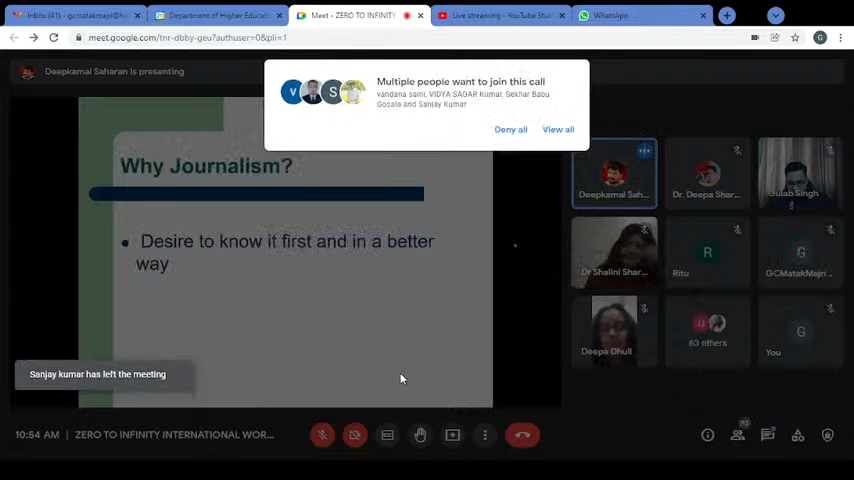 Inbox (41) - gcmatakmajri@hr
Department of Higher Educati
Meet - ZERO TO INFINITY
Live streaming - YouTube Stud
WhatsApp
meet.google.com/tnr-dbby-geu?authuser=0&pli=1
G
Deepkamal Saharan is presenting
Multiple people want to join this call
vandana saini, VIDYA SAGAR Kumar, Sekhar Babu
Gosala and Sanjay Kumar
V
S
Deny all
View all
Why Journalism?
• Desire to know it first and in a better
way
Deepkamal Sah...
Dr. Deepa Shar...
Gulab Singh
Dr Shalini Shar...
R
Ritu
G
GCMatakMajri ...
Deepa Dhull
63 others
G
You
Sanjay kumar has left the meeting
10:54 AM | ZERO TO INFINITY INTERNATIONAL WOR...